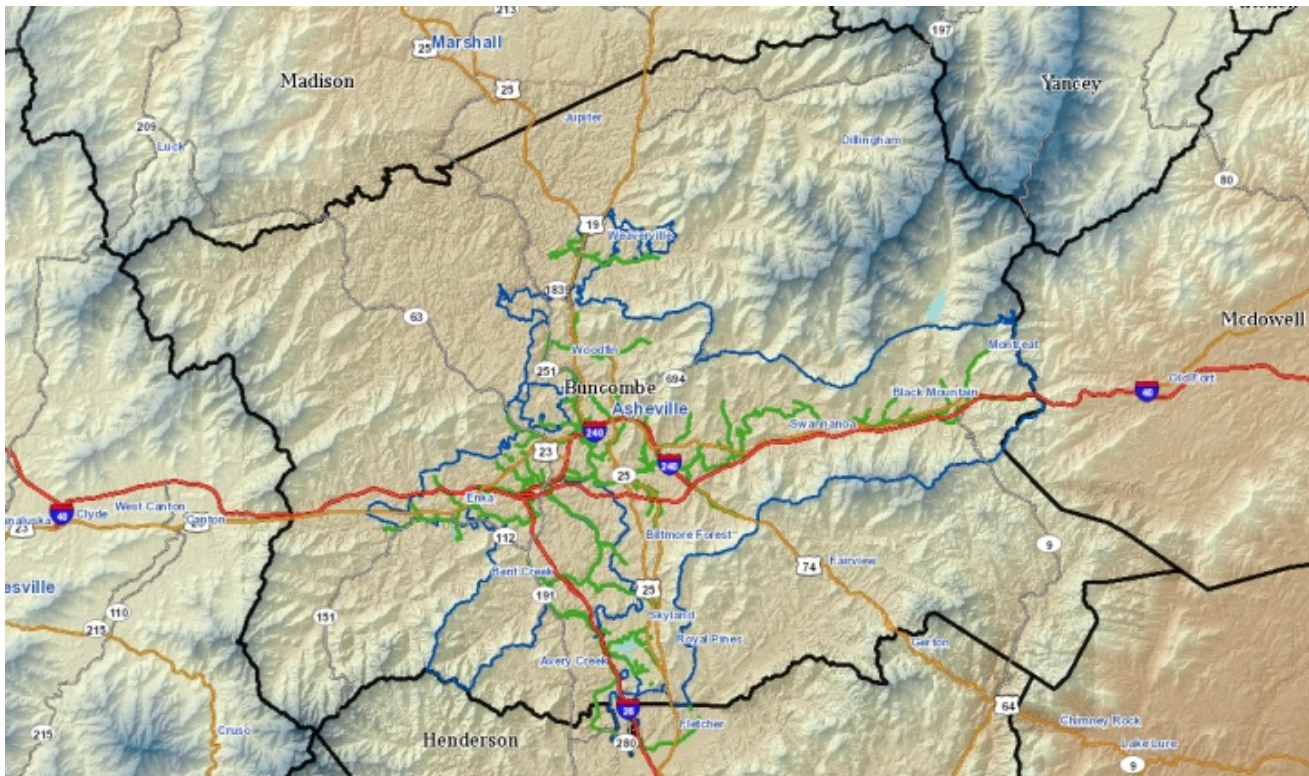 213
197
25
Marshall
Madison
Yancey
25
Jupiter
209
Luck
Dillingham
80
19
Weaverville
1839
63
Mcdowell
Montreat
Woodfin
251
694
Buncombe
Old Fort
40
Black Mountain
Asheville
Swannanoa
240
23
240
25
Enka
West Canton
Clyde
40
Canton
23
112
Biltmore Forest
9
74
Fairview
Bent Creek
esville
25
191
110
151
Skyland
215
Royal Pines
Gerton
Avery Creek
64
26
Chimney Rock
Fletcher
Cruso
215
Henderson
280
Lake Lure
9